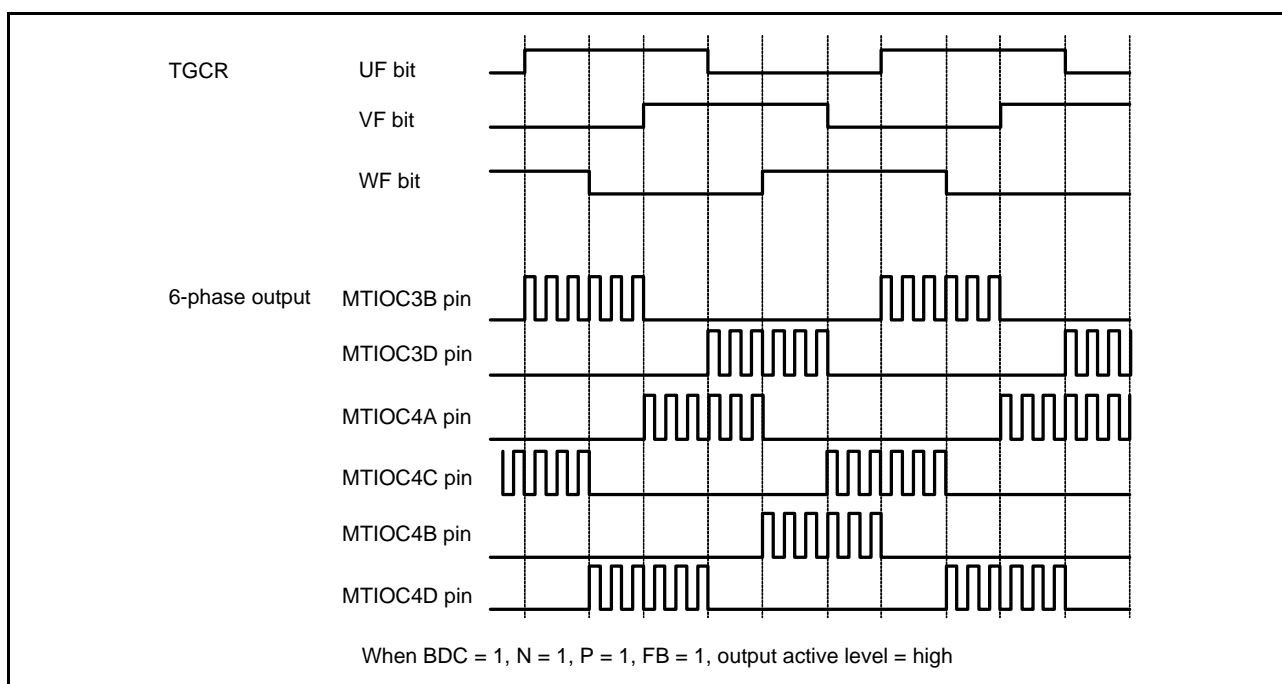 TGCR UF bit
VF bit
WF bit
6-phase output MTIOC3B pin
MTIOC3D pin
MTIOC4A pin
MTIOC4C pin
MTIOC4B pin
MTIOC4D pin
When BDC = 1, N = 1, P = 1, FB = 1, output active level = high